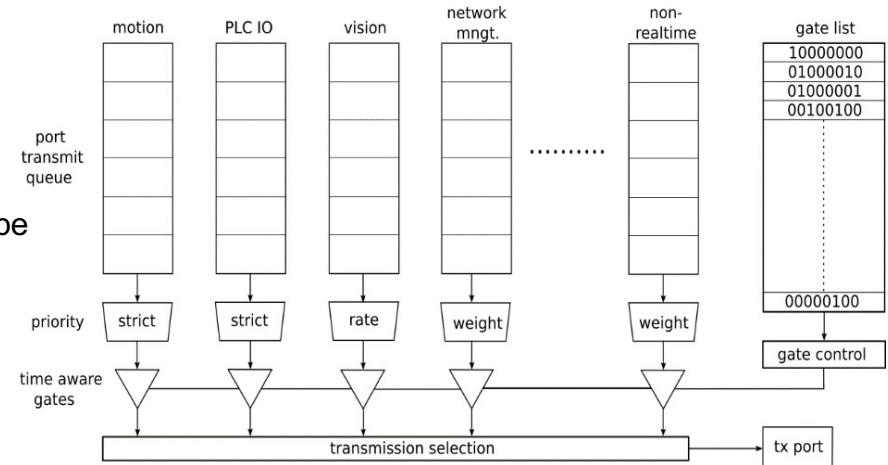 motion
PLC IO
vision
network
mngt.
non-
realtime
gate list
10000000
01000010
01000001
00100100
port
transmit
queue
..........
pe
00000100
priority
strict
strict
rate
weight
weight
gate control
time aware
gates
transmission selection
tx port